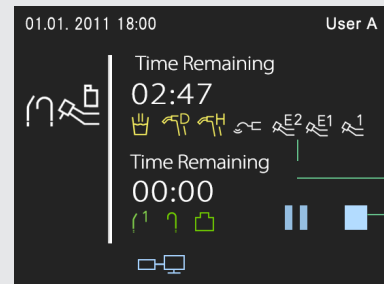 01.01. 2011 18:00 User A
Time Remaining
02:47
D H E2 E1 1
Time Remaining
00:00
1